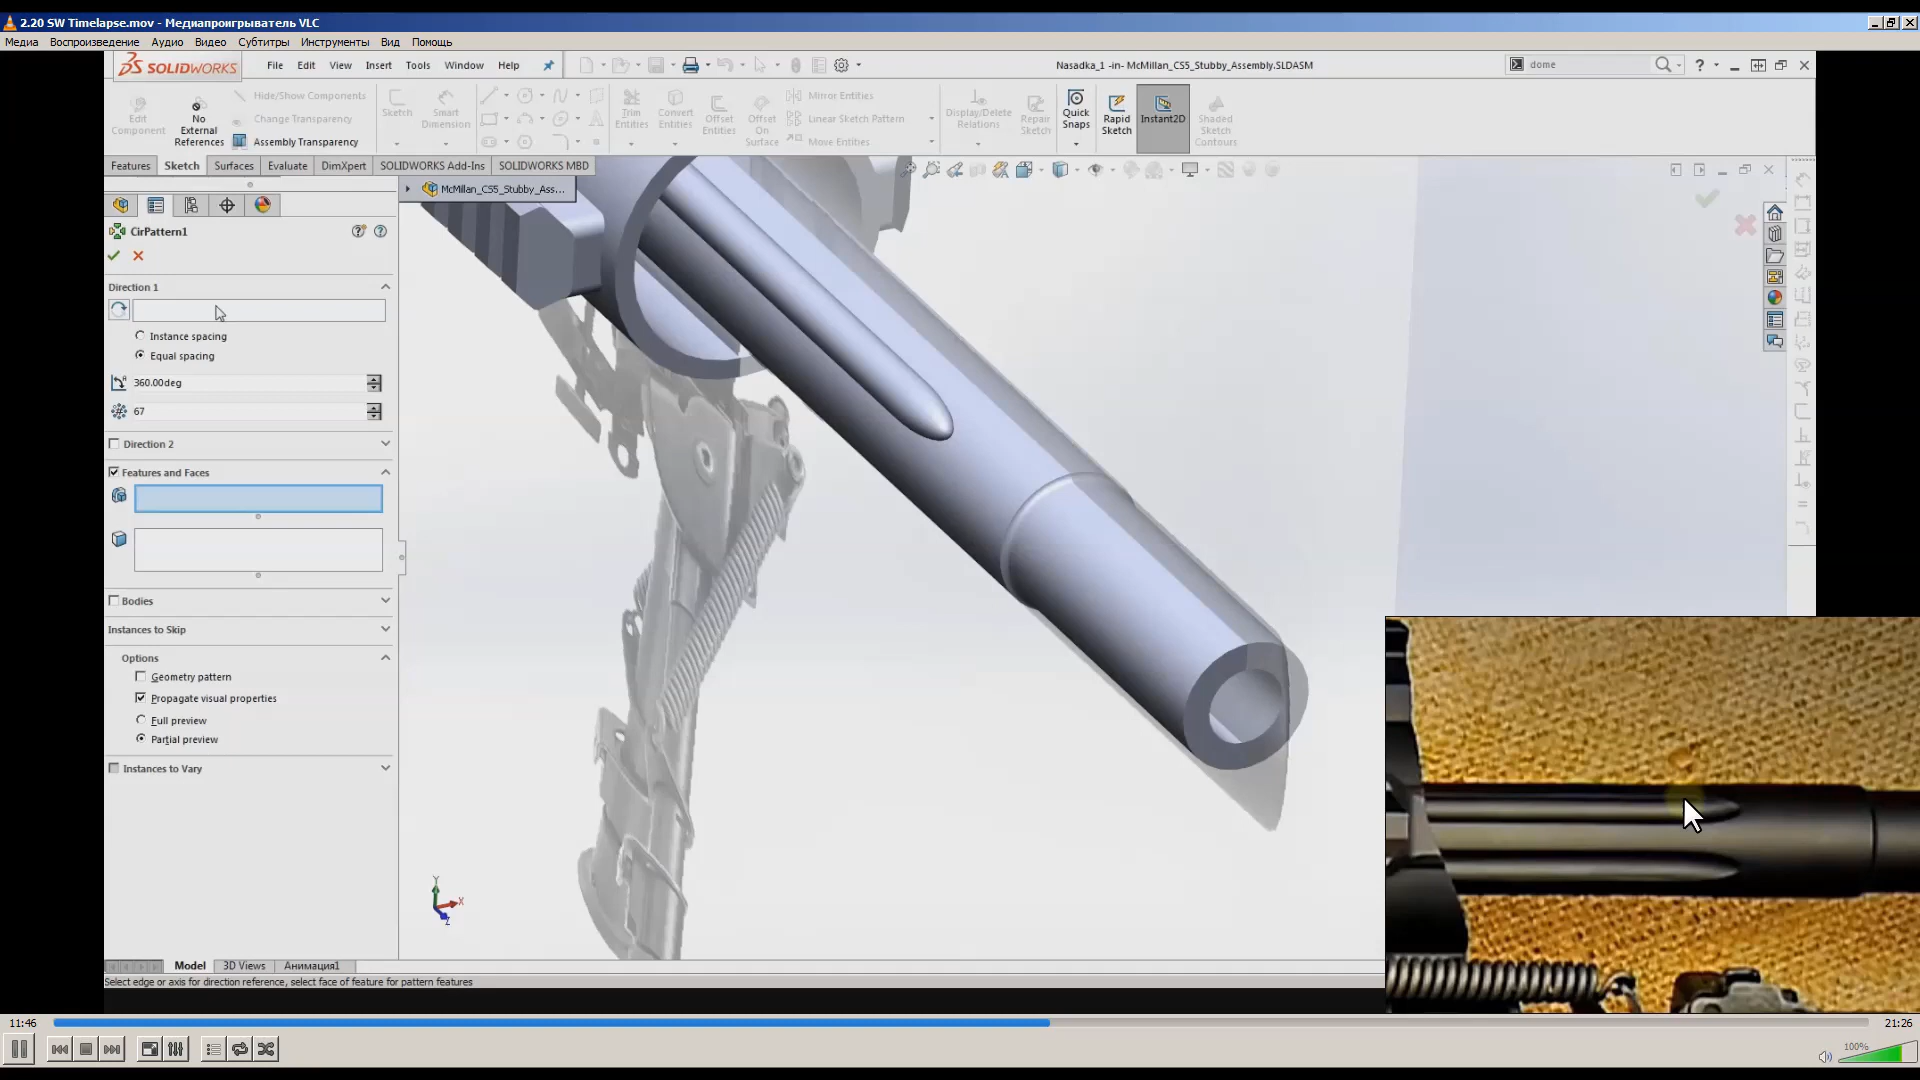 2.20 SW Timelapse.mov - Медиапроигрыватель VLC
Медиа Воспроизведение Аудио Видео Субтитры Инструменты Вид Помощь
SOLIDWORKS File Edit View Insert Tools Window Help Nasadka_1 -in- McMillan_CS5_Stubby_Assembly.SLDASM dome
Edit Component
No External References
Hide/Show Components
Change Transparency
Assembly Transparency
Sketch
Smart Dimension
Trim Entities
Convert Entities
Offset Entities
Offset On Surface
Mirror Entities
Linear Sketch Pattern
Move Entities
Display/Delete Relations
Repair Sketch
Quick Snaps
Rapid Sketch
Instant2D
Shaded Sketch Contours
Features Sketch Surfaces Evaluate DimXpert SOLIDWORKS Add-Ins SOLIDWORKS MBD
McMillan_CS5_Stubby_Ass...
CirPattern1
Direction 1
Instance spacing
Equal spacing
360.00deg
67
Direction 2
Features and Faces
Bodies
Instances to Skip
Options
Geometry pattern
Propagate visual properties
Full preview
Partial preview
Instances to Vary
Y
X
Z
Model 3D Views Анимация1
Select edge or axis for direction reference, select face of feature for pattern features
11:46
21:26
100%